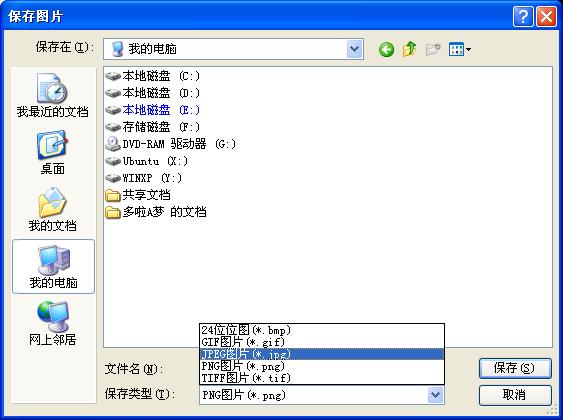 保存图片
保存在(I):
我的电脑
我最近的文档
桌面
我的文档
我的电脑
网上邻居
本地磁盘 (C:)
本地磁盘 (D:)
本地磁盘 (E:)
存储磁盘 (F:)
DVD-RAM 驱动器 (G:)
Ubuntu (X:)
WINXP (Y:)
共享文档
多啦A梦 的文档
24位位图(*.bmp)
GIF图片(*.gif)
JPEG图片(*.jpg)
PNG图片(*.png)
TIFF图片(*.tif)
文件名(N):
保存(S)
保存类型(T):
PNG图片(*.png)
取消